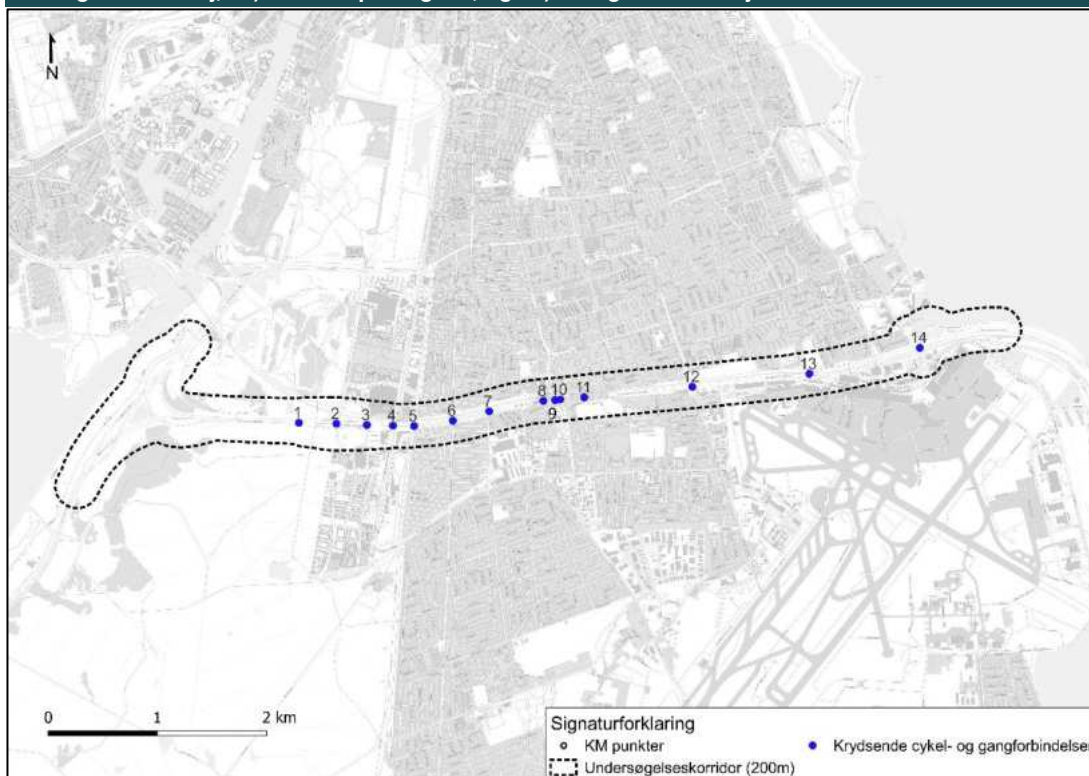 N
1 2 3 4 5 6 7 8 10 11 12 13 14
9
0 1 2 km
Signaturforklaring
KM punkter
Krydsende cykel- og gangforbindelser
Undersøgelseskorridor (200m)